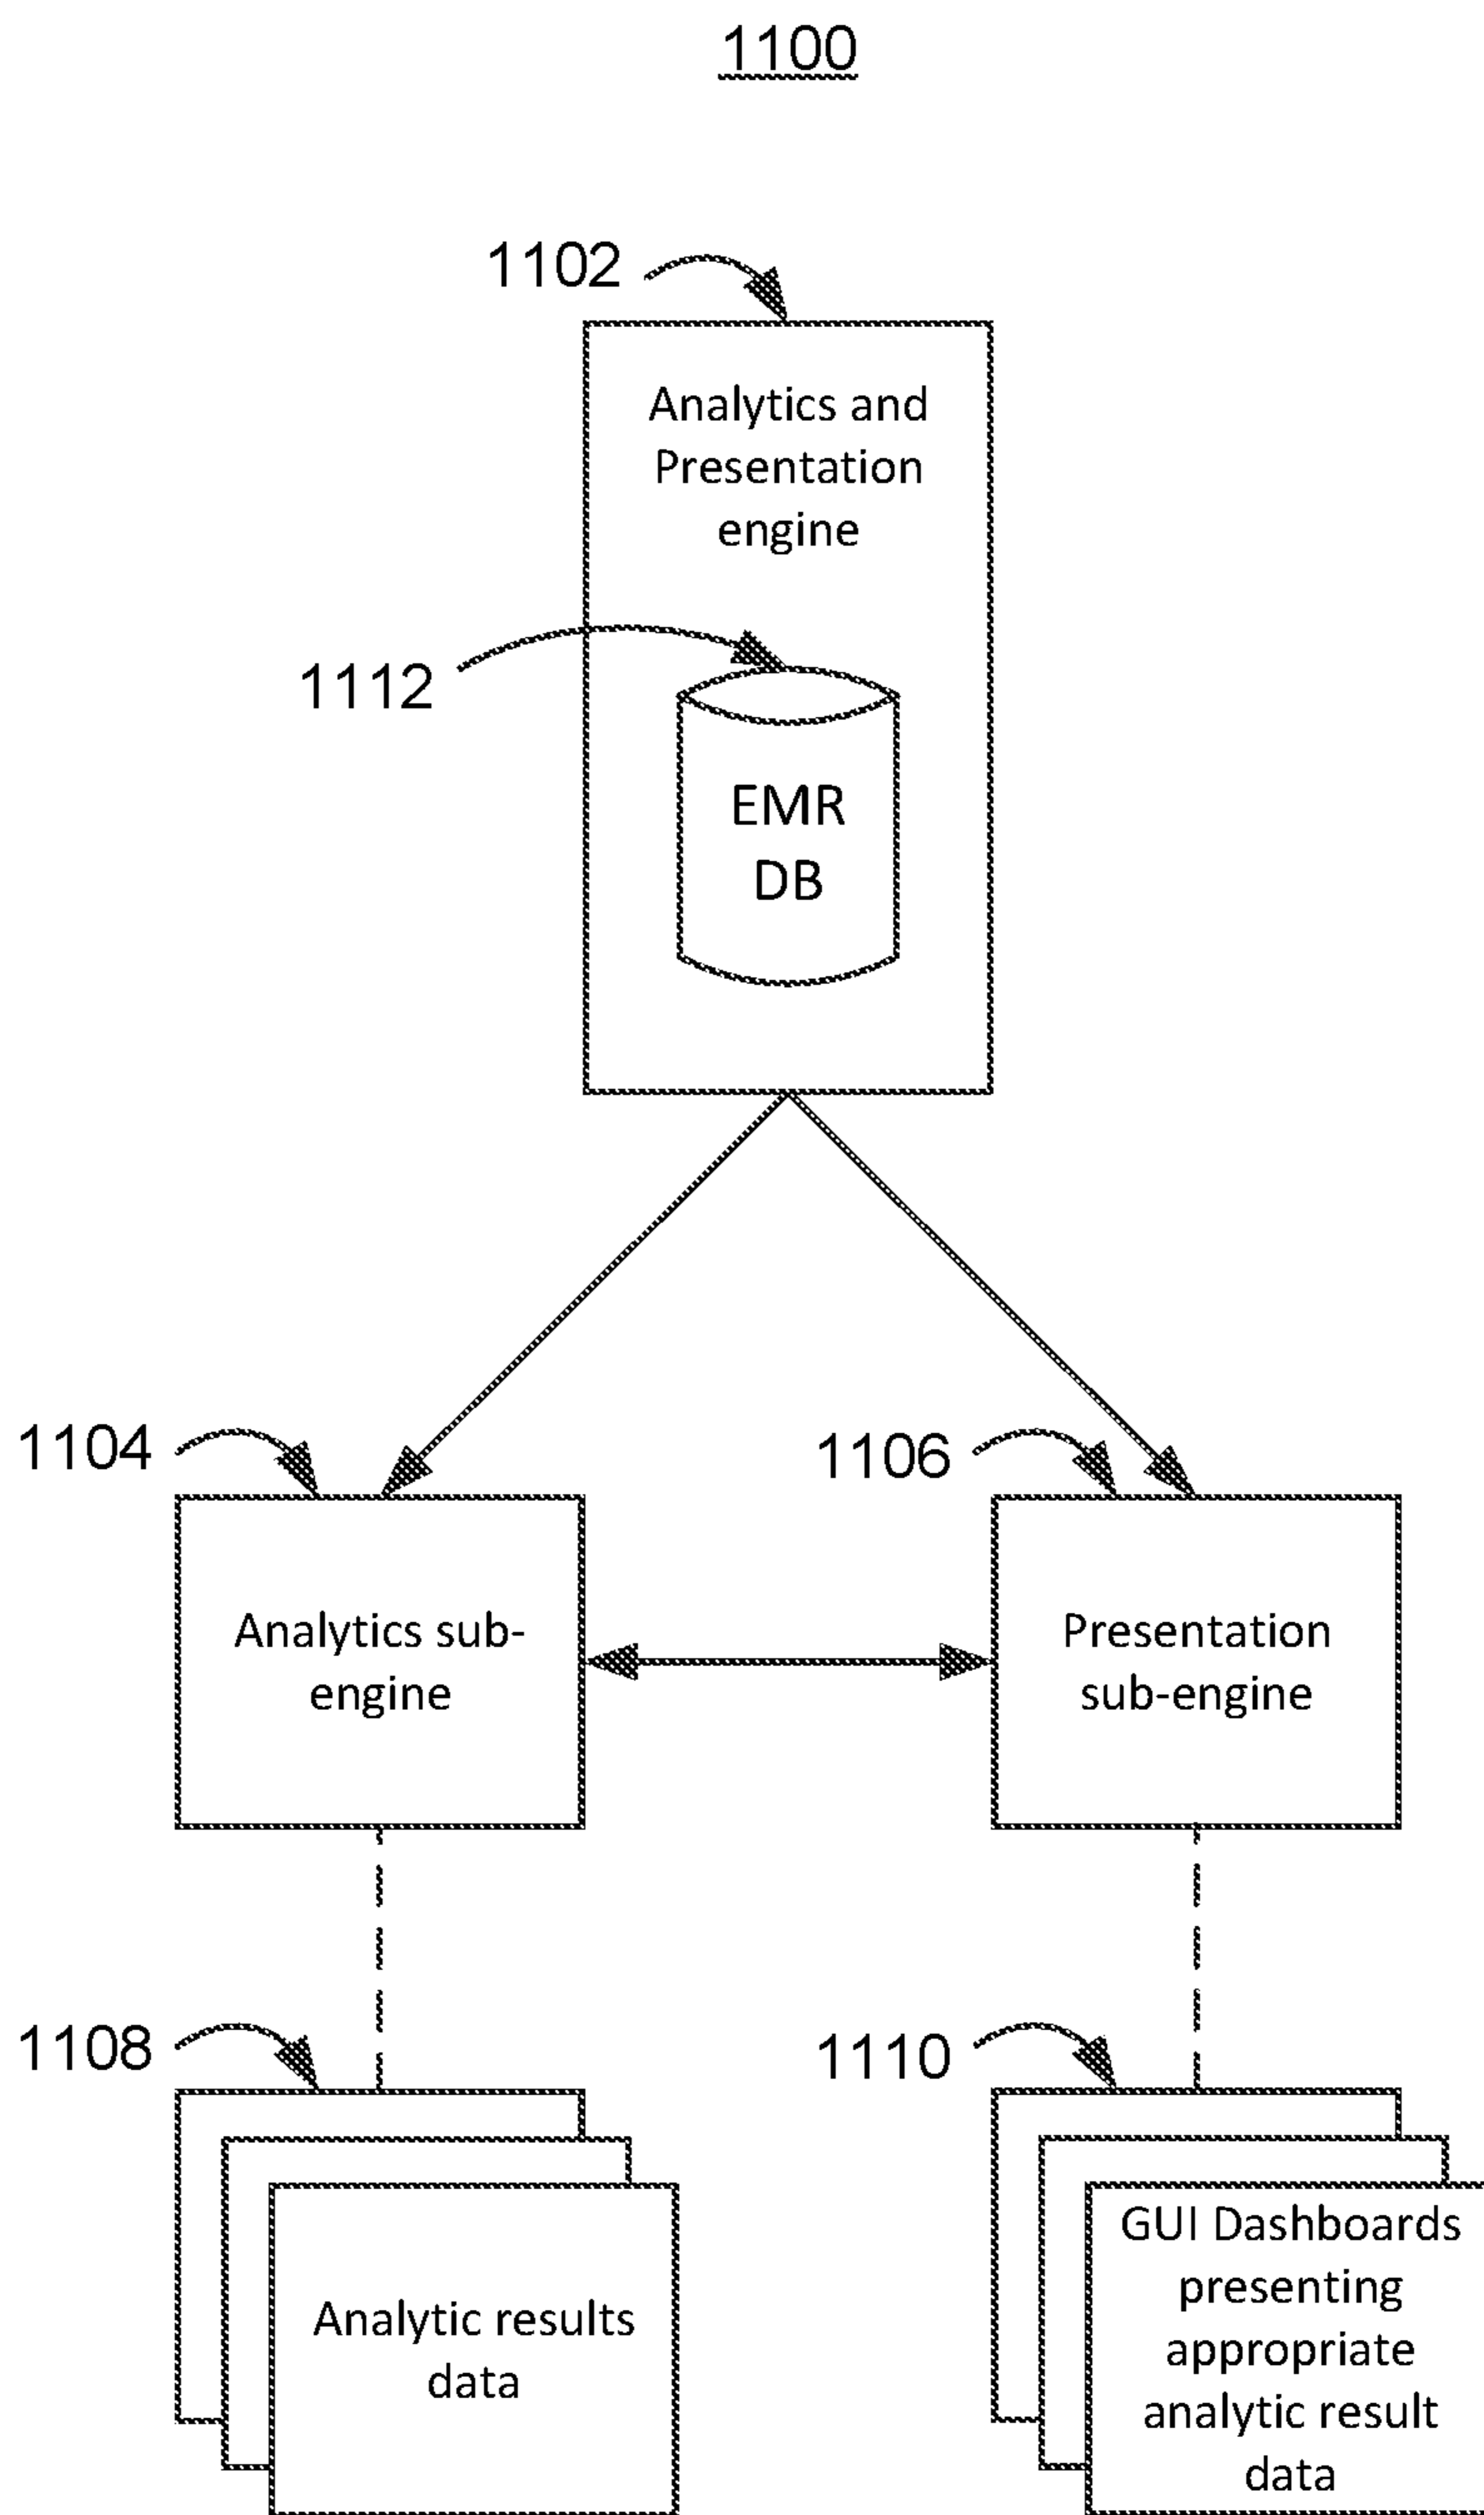 1100
1102
Analytics and
Presentation
engine
1112
EMR
DB
1104
1106
Analytics sub-
engine
Presentation
sub-engine
1108
1110
Analytic results
data
GUI Dashboards
presenting
appropriate
analytic result
data